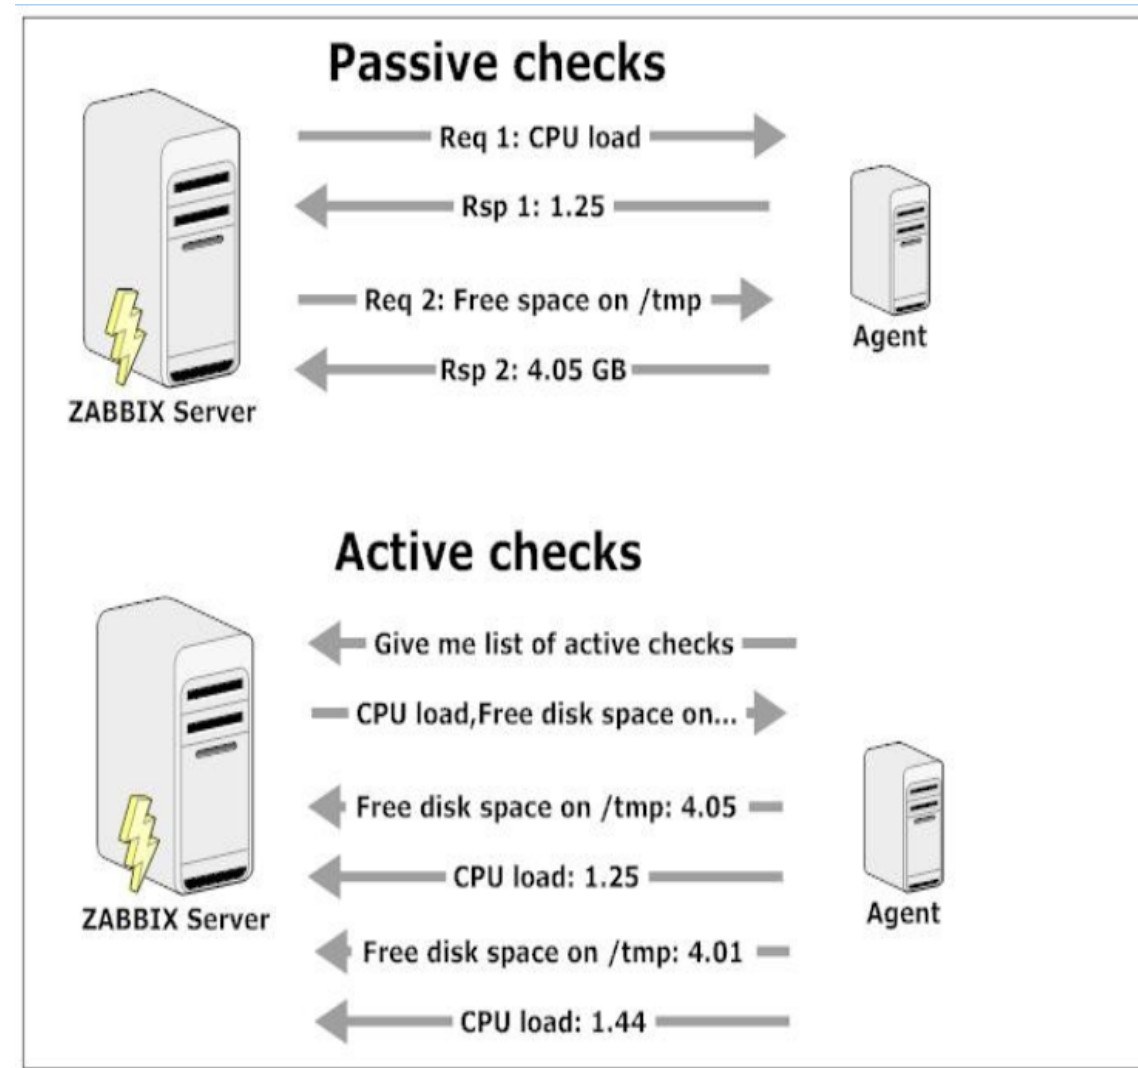 Passive checks
Req 1: CPU load
Rsp 1: 1.25
Req 2: Free space on /tmp
Rsp 2: 4.05 GB
ZABBIX Server
Agent
Active checks
Give me list of active checks
CPU load,Free disk space on...
Free disk space on /tmp: 4.05
CPU load: 1.25
Free disk space on /tmp: 4.01
CPU load: 1.44
ZABBIX Server
Agent